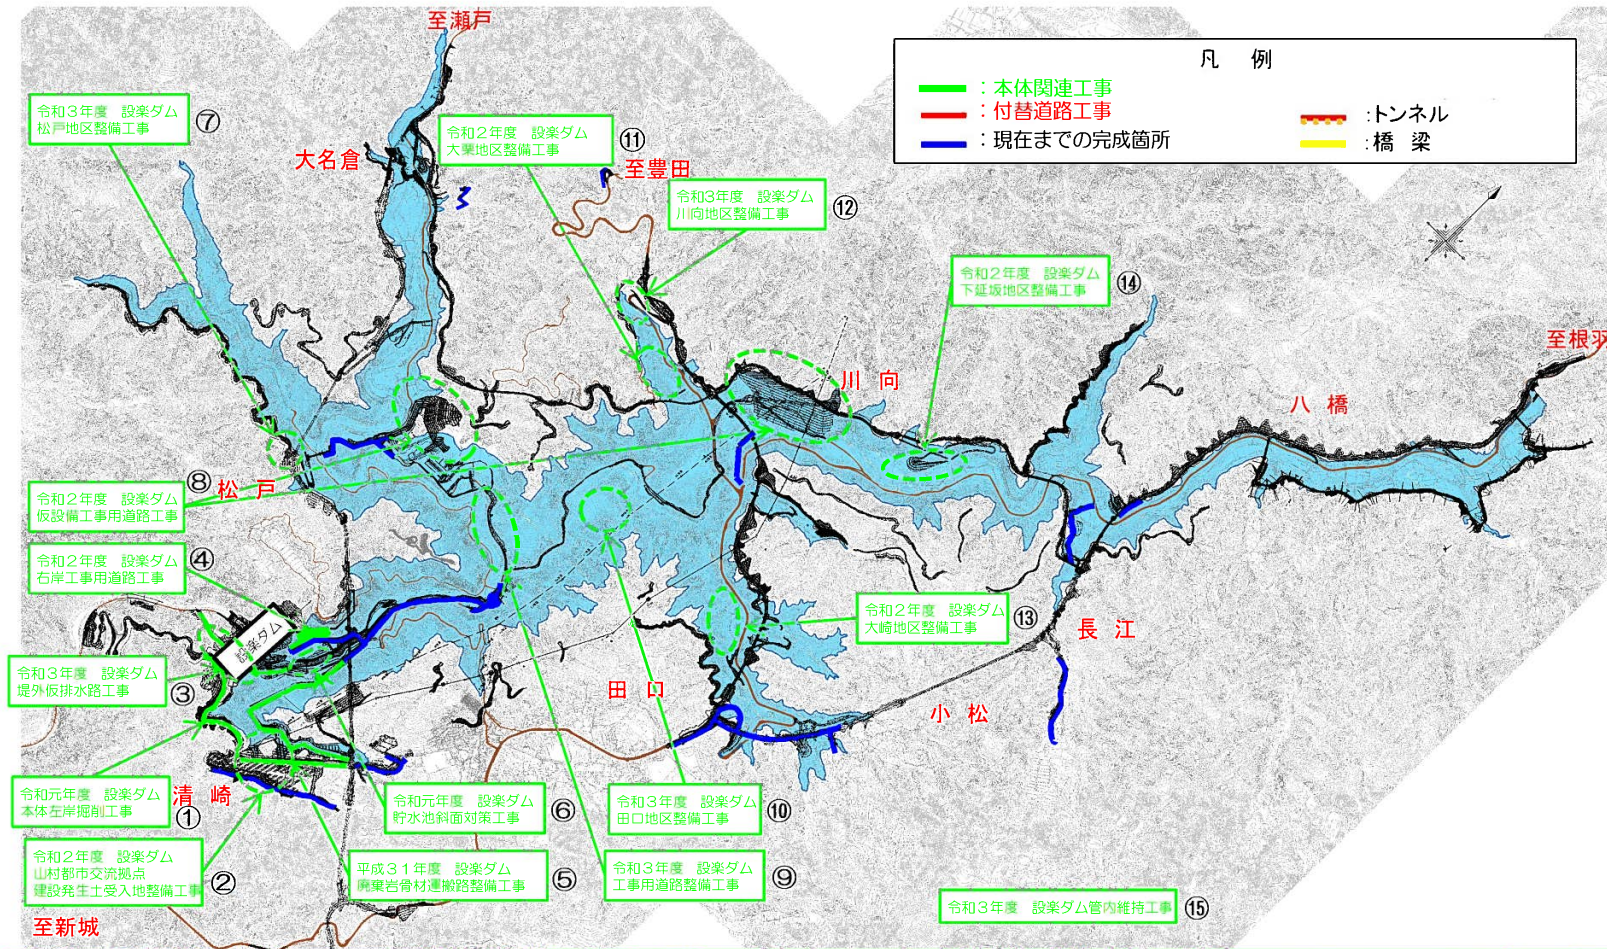 至瀬戸
凡 例
：本体関連工事
：付替道路工事
：現在までの完成箇所
：トンネル
：橋 梁
令和３年度 設楽ダム
松戸地区整備工事
⑦
大名倉
令和２年度 設楽ダム
大栗地区整備工事
⑪
至豊田
令和3年度 設楽ダム
川向地区整備工事
⑫
令和２年度 設楽ダム
下延坂地区整備工事
⑭
至根羽
川 向
八 橋
令和２年度 設楽ダム
仮設備工事用道路工事
⑧
松 戸
令和２年度 設楽ダム
右岸工事用道路工事
④
設楽ダム
令和３年度 設楽ダム
堤外仮排水路工事
③
令和２年度 設楽ダム
大崎地区整備工事
⑬
長 江
田 口
小 松
令和元年度 設楽ダム
本体左岸掘削工事
①
清 崎
令和元年度 設楽ダム
貯水池斜面対策工事
⑥
令和３年度 設楽ダム
田口地区整備工事
⑩
令和２年度 設楽ダム
山村都市交流拠点
建設発生土受入地整備工事
②
平成３１年度 設楽ダム
廃棄岩骨材運搬路整備工事
⑤
令和３年度 設楽ダム
工事用道路整備工事
⑨
令和３年度 設楽ダム管内維持工事
⑮
至新城